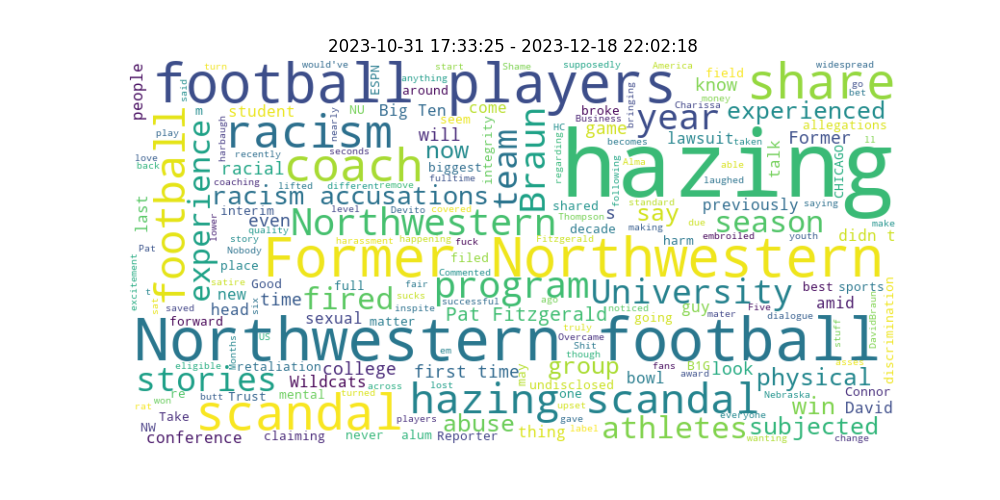 2023-10-31 17:33:25 - 2023-12-18 22:02:18
people
turn
said
football players
would've
ESPN
anything
around
start
Shame
supposedly
America
field
know
money
share
widespread
go
bet
football
play
love
back
last
experience
m
student
harbaugh
recently
racial
coaching
racism
nearly
seconds
coach
lifted
different
remove
fulltime
NU
Big Ten
will
now
biggest
come
seem
integrity
team
Braun
HC
regarding
broke
Business
game
shared
following
bringing
Charissa
year
lawsuit
becomes
taken
experienced
allegations
Former
ll
talk
CHICAGO
hazing
Alma
able
laughed
saying
racism accusations
interim
level
Devito
covered
even
Northwestern
quality
lower
story
Nobody
place
Pat
excitement
t
satire
Good
new
saved
forward
head
six
time
full
fired
sexual
matter
harassment
happening
fuck
Fitzgerald
filed
Commented
fair
sucks
inspite
successful
ago
Former Northwestern
decade
Thompson
s
standard
making
say
due
harm
embroiled
youth
previously
season
make
didn t
program
University
noticed
Five
mater
dialogue
best
sports
amid
stuff
DavidBraun
discrimination
Pat Fitzgerald
going
guy
truly
Northwestern football
US
months
em
Overcame
Shit
though
eligible
retaliation
college
first time
may
group
undisclosed
one
bowl
fans
award
B1G
look
physical
asses
Nebraska
Connor
stories
re
won
rat
butt
Trust
mental
Wildcats
turned
across
lost
players
hazing scandal
upset
gave
label
everyone
wanting
win
David
change
Take
NW
conference
scandal
claiming
never
alum
Reporter
abuse
thing
athletes
subjected